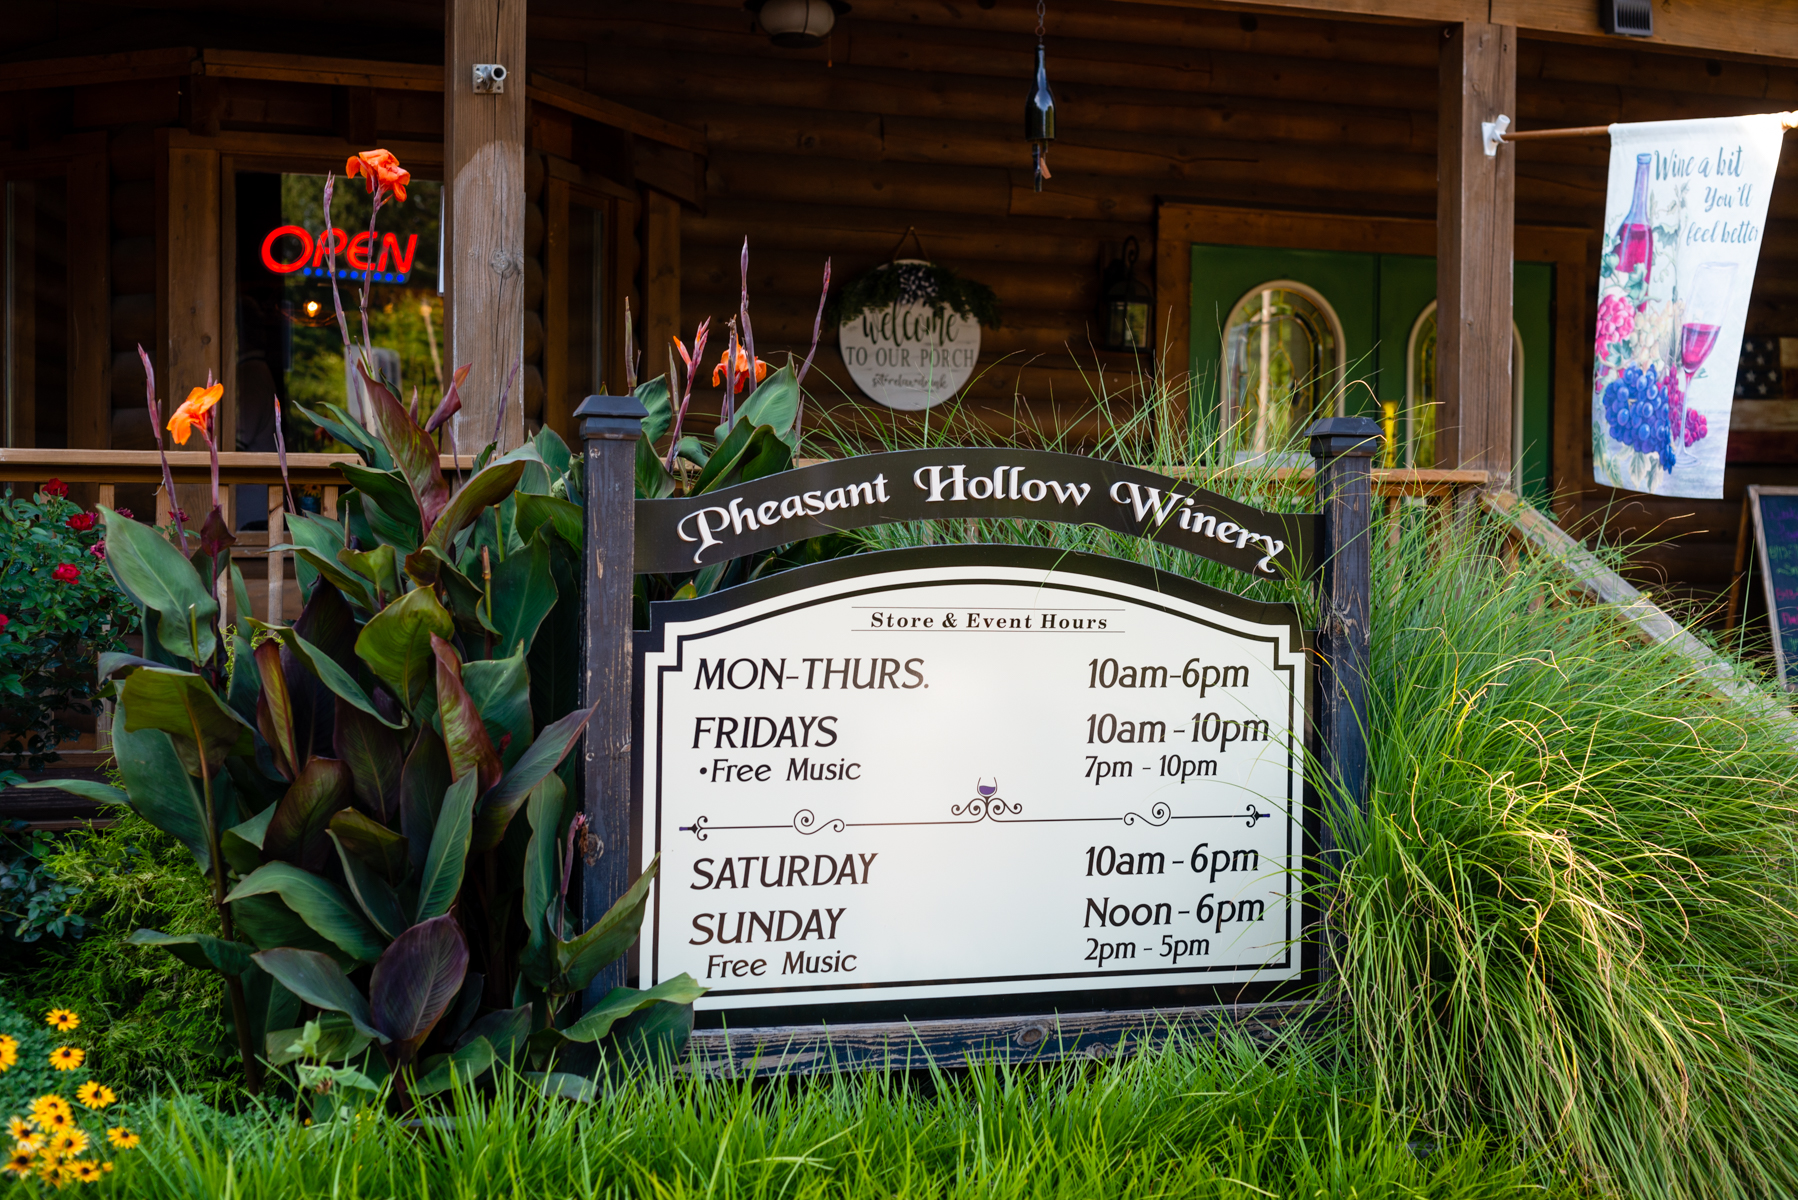 OPEN
welcome
TO OUR PORCH
Wine a bit
You'll
feel better
Pheasant Hollow Winery
Store & Event Hours
MON-THURS. 10am-6pm
FRIDAYS 10am-10pm
•Free Music 7pm - 10pm
SATURDAY 10am-6pm
SUNDAY Noon-6pm
Free Music 2pm - 5pm